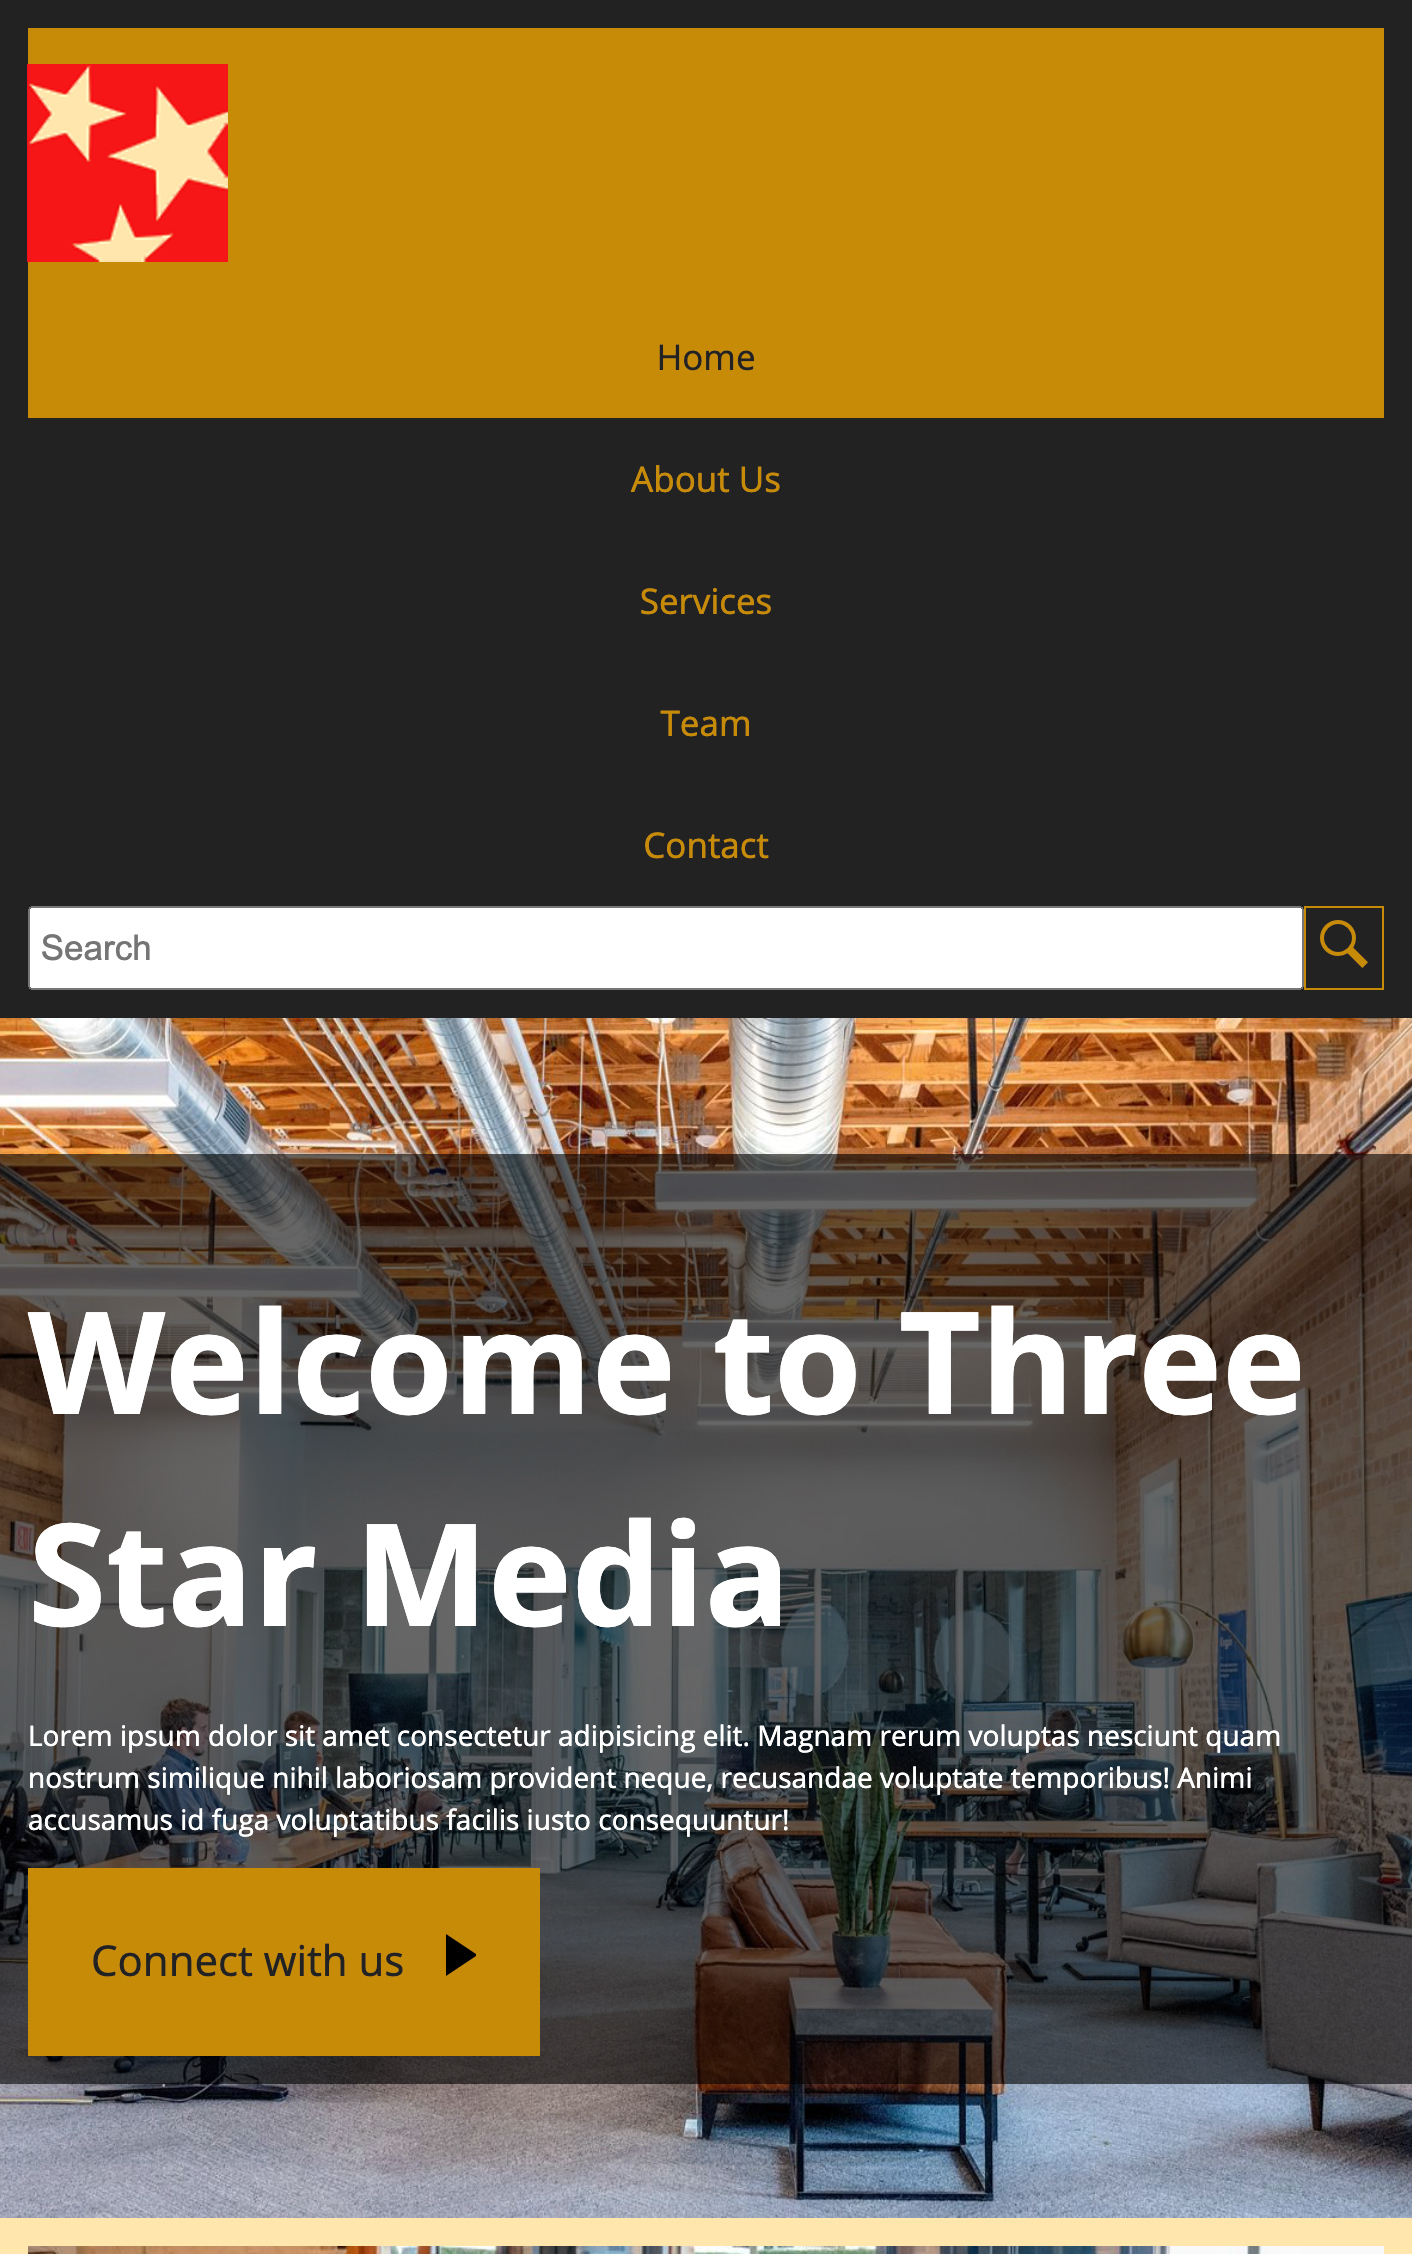 Home
About Us
Services
Team
Contact
Search
Welcome to Three
Star Media
Lorem ipsum dolor sit amet consectetur adipisicing elit. Magnam rerum voluptas nesciunt quam
nostrum similique nihil laboriosam provident neque, recusandae voluptate temporibus! Animi
accusamus id fuga voluptatibus facilis iusto consequuntur!
Connect with us